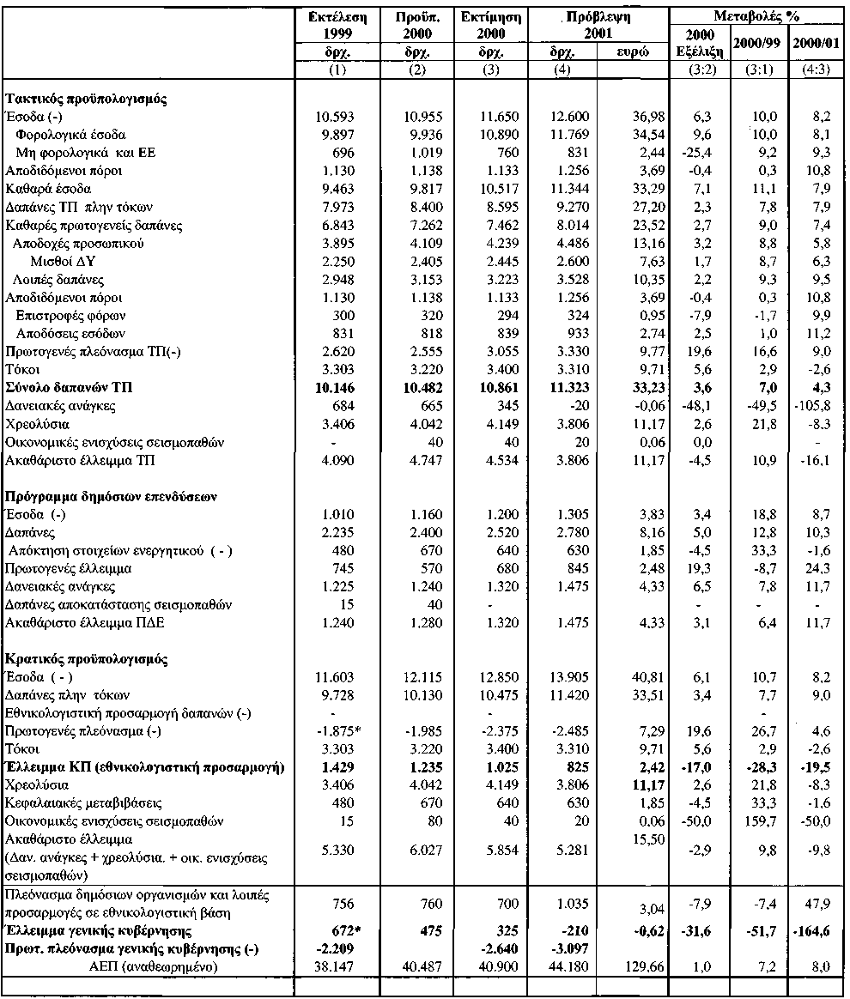 Εκτέλεση Προϋπ. Εκτίμηση Πρόβλεψη Μεταβολές %
1999 2000 2000 2001 2000 Εξέλιξη 2000/99 2000/01
δρχ. δρχ. δρχ. δρχ. ευρώ
(1) (2) (3) (4) (3:2) (3:1) (4:3)
Τακτικός προϋπολογισμός
Έσοδα (-) 10.593 10.955 11.650 12.600 36,98 6,3 10,0 8,2
Φορολογικά έσοδα 9.897 9.936 10.890 11.769 34,54 9,6 10,0 8,1
Μη φορολογικά και ΕΕ 696 1.019 760 831 2,44 -25,4 9,2 9,3
Αποδιδόμενοι πόροι 1.130 1.138 1.133 1.256 3,69 -0,4 0,3 10,8
Καθαρά έσοδα 9.463 9.817 10.517 11.344 33,29 7,1 11,1 7,9
Δαπάνες ΤΠ πλην τόκων 7.973 8.400 8.595 9.270 27,20 2,3 7,8 7,9
Καθαρές πρωτογενείς δαπάνες 6.843 7.262 7.462 8.014 23,52 2,7 9,0 7,4
Αποδοχές προσωπικού 3.895 4.109 4.239 4.486 13,16 3,2 8,8 5,8
Μισθοί ΔΥ 2.250 2.405 2.445 2.600 7,63 1,7 8,7 6,3
Λοιπές δαπάνες 2.948 3.153 3.223 3.528 10,35 2,2 9,3 9,5
Αποδιδόμενοι πόροι 1.130 1.138 1.133 1.256 3,69 -0,4 0,3 10,8
Επιστροφές φόρων 300 320 294 324 0,95 -7,9 -1,7 9,9
Αποδόσεις εσόδων 831 818 839 933 2,74 2,5 1,0 11,2
Πρωτογενές πλεόνασμα ΤΠ(-) 2.620 2.555 3.055 3.330 9,77 19,6 16,6 9,0
Τόκοι 3.303 3.220 3.400 3.310 9,71 5,6 2,9 -2,6
Σύνολο δαπανών ΤΠ 10.146 10.482 10.861 11.323 33,23 3,6 7,0 4,3
Δανειακές ανάγκες 684 665 345 -20 -0,06 -48,1 -49,5 -105,8
Χρεολύσια 3.406 4.042 4.149 3.806 11,17 2,6 21,8 -8,3
Οικονομικές ενισχύσεις σεισμοπαθών - 40 40 20 0,06 0,0 -
Ακαθάριστο έλλειμμα ΤΠ 4.090 4.747 4.534 3.806 11,17 -4,5 10,9 -16,1
Πρόγραμμα δημόσιων επενδύσεων
Έσοδα (-) 1.010 1.160 1.200 1.305 3,83 3,4 18,8 8,7
Δαπάνες 2.235 2.400 2.520 2.780 8,16 5,0 12,8 10,3
Απόκτηση στοιχείων ενεργητικού ( - ) 480 670 640 630 1,85 -4,5 33,3 -1,6
Πρωτογενές έλλειμμα 745 570 680 845 2,48 19,3 -8,7 24,3
Δανειακές ανάγκες 1.225 1.240 1.320 1.475 4,33 6,5 7,8 11,7
Δαπάνες αποκατάστασης σεισμοπαθών 15 40 - - - -
Ακαθάριστο έλλειμμα ΠΔΕ 1.240 1.280 1.320 1.475 4,33 3,1 6,4 11,7
Κρατικός προϋπολογισμός
Έσοδα ( - ) 11.603 12.115 12.850 13.905 40,81 6,1 10,7 8,2
Δαπάνες πλην τόκων 9.728 10.130 10.475 11.420 33,51 3,4 7,7 9,0
Εθνικολογιστική προσαρμογή δαπανών (-) - - -
Πρωτογενές πλεόνασμα (-) -1.875* -1.985 -2.375 -2.485 7,29 19,6 26,7 4,6
Τόκοι 3.303 3.220 3.400 3.310 9,71 5,6 2,9 -2,6
Έλλειμμα ΚΠ (εθνικολογιστική προσαρμογή) 1.429 1.235 1.025 825 2,42 -17,0 -28,3 -19,5
Χρεολύσια 3.406 4.042 4.149 3.806 11,17 2,6 21,8 -8,3
Κεφαλαιακές μεταβιβάσεις 480 670 640 630 1,85 -4,5 33,3 -1,6
Οικονομικές ενισχύσεις σεισμοπαθών 15 80 40 20 0,06 -50,0 159,7 -50,0
Ακαθάριστο έλλειμμα 15,50
(Δαν. ανάγκες + χρεολύσια. + οικ. ενισχύσεις 5.330 6.027 5.854 5.281 -2,9 9,8 -9,8
σεισμοπαθών)
Πλεόνασμα δημόσιων οργανισμών και λοιπές
προσαρμογές σε εθνικολογιστική βάση 756 760 700 1.035 3,04 -7,9 -7,4 47,9
Έλλειμμα γενικής κυβέρνησης 672* 475 325 -210 -0,62 -31,6 -51,7 -164,6
Πρωτ. πλεόνασμα γενικής κυβέρνησης (-) -2.209 -2.640 -3.097
ΑΕΠ (αναθεωρημένο) 38.147 40.487 40.900 44.180 129,66 1,0 7,2 8,0